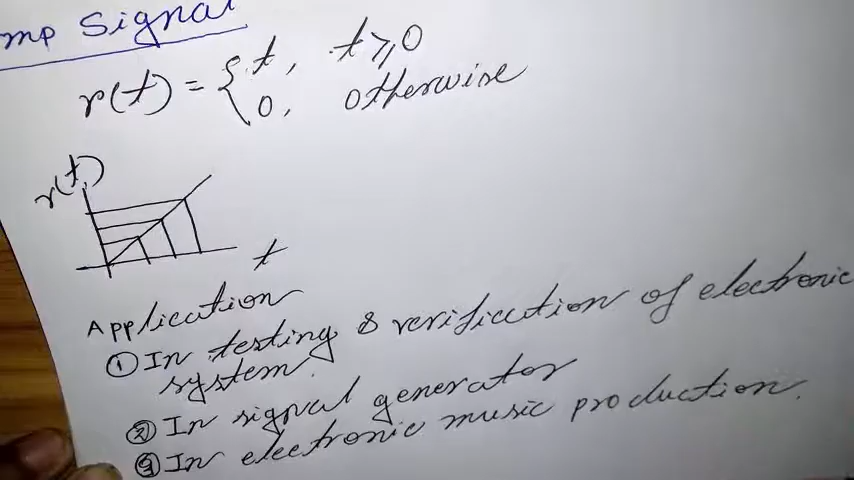 mp Signal
r(t) = { t, t ≥ 0
0, otherwise
r(t)
t
Application
① In testing & verification of electronic
system.
② In signal generator
③ In electronic music production.